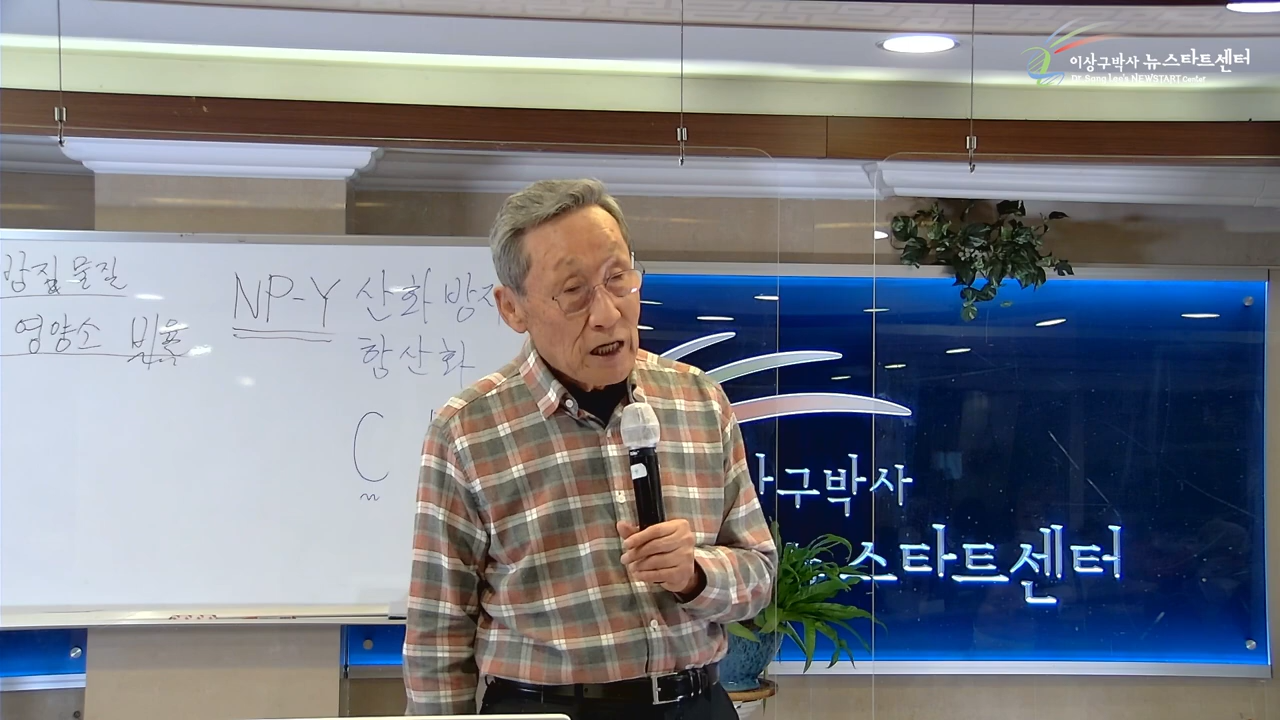 이상구박사 뉴스타트센터
Dr. Sang Lee's NEWSTART Center
물질
영양소 비율
NP-Y 산화 방지
항산화
C
구박사
스타트센터